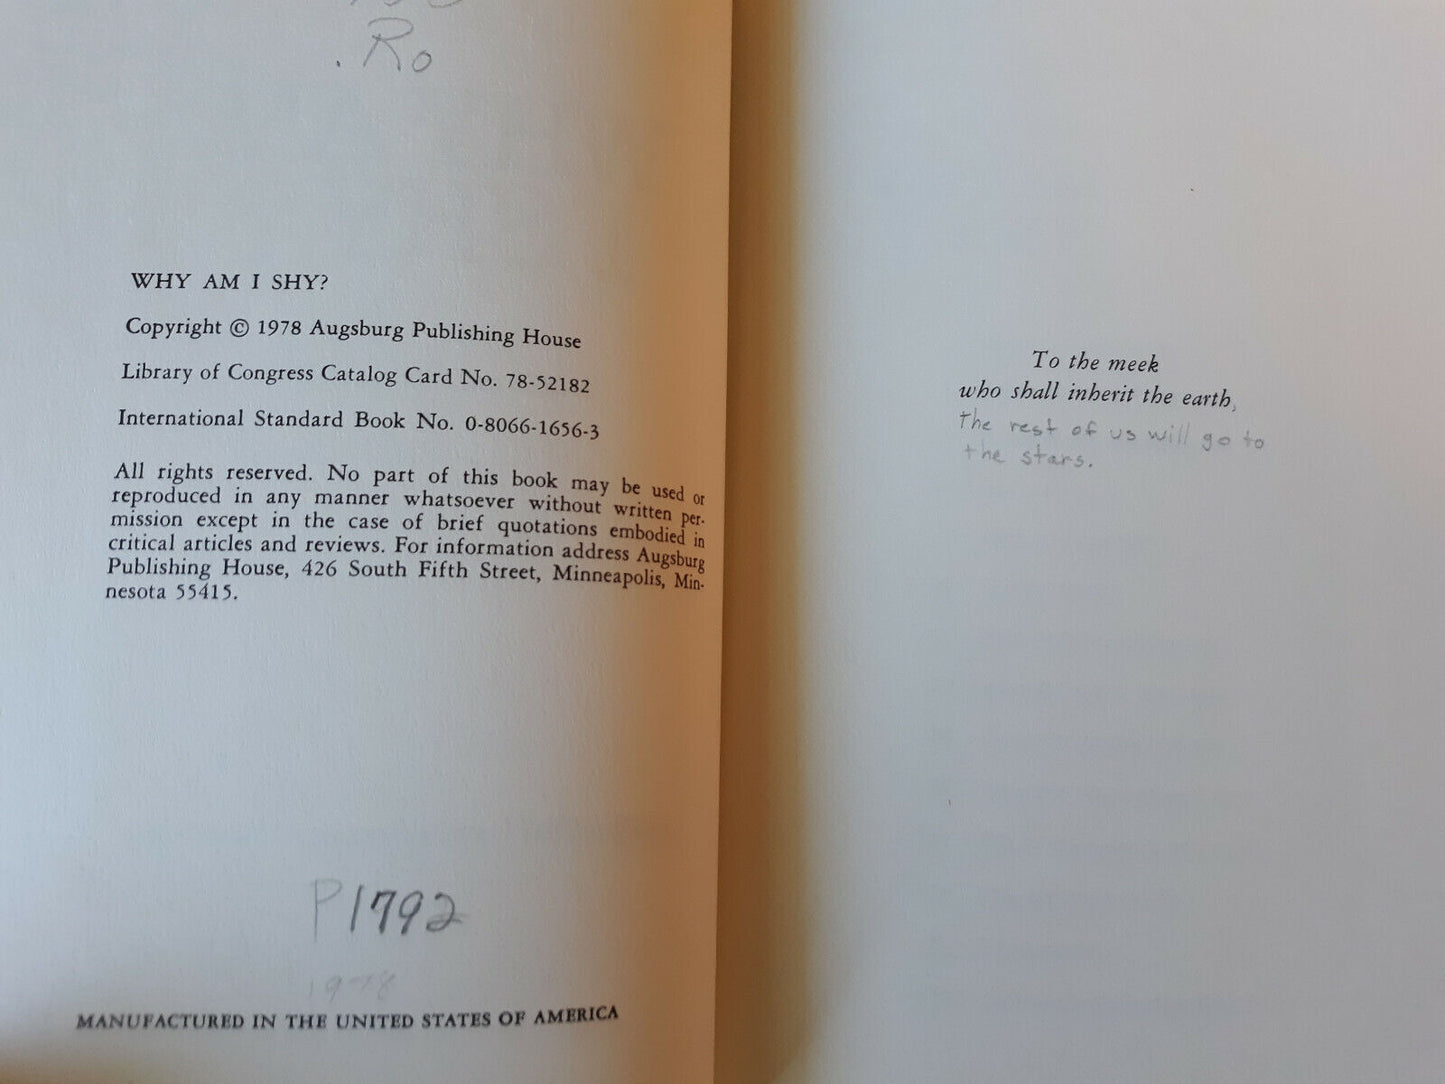 .Ro
WHY AM I SHY?
Copyright © 1978 Augsburg Publishing House
Library of Congress Catalog Card No. 78-52182
International Standard Book No. 0-8066-1656-3
All rights reserved. No part of this book may be used or
reproduced in any manner whatsoever without written per-
mission except in the case of brief quotations embodied in
critical articles and reviews. For information address Augsburg
Publishing House, 426 South Fifth Street, Minneapolis, Min-
nesota 55415.
P1792
1978
MANUFACTURED IN THE UNITED STATES OF AMERICA
To the meek
who shall inherit the earth,
the rest of us will go to
the stars.